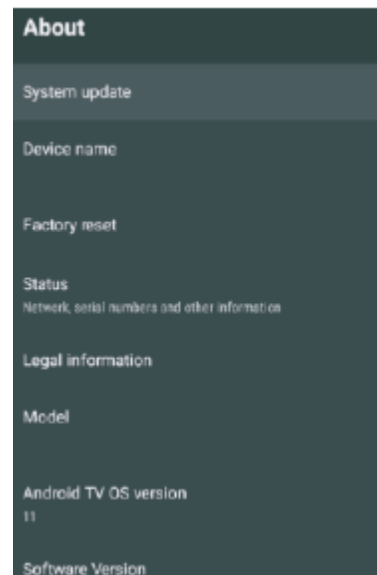 About
System update
Device name
Factory reset
Status
Network, serial numbers and other information
Legal information
Model
Android TV OS version
11
Software Version